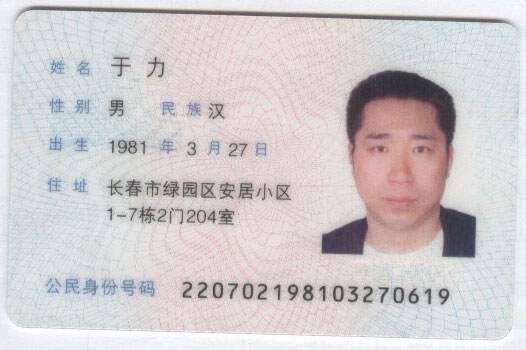 姓名 于力
性别 男 民族 汉
出生 1981 年 3 月 27 日
住址 长春市绿园区安居小区
1-7栋2门204室
公民身份号码 220702198103270619